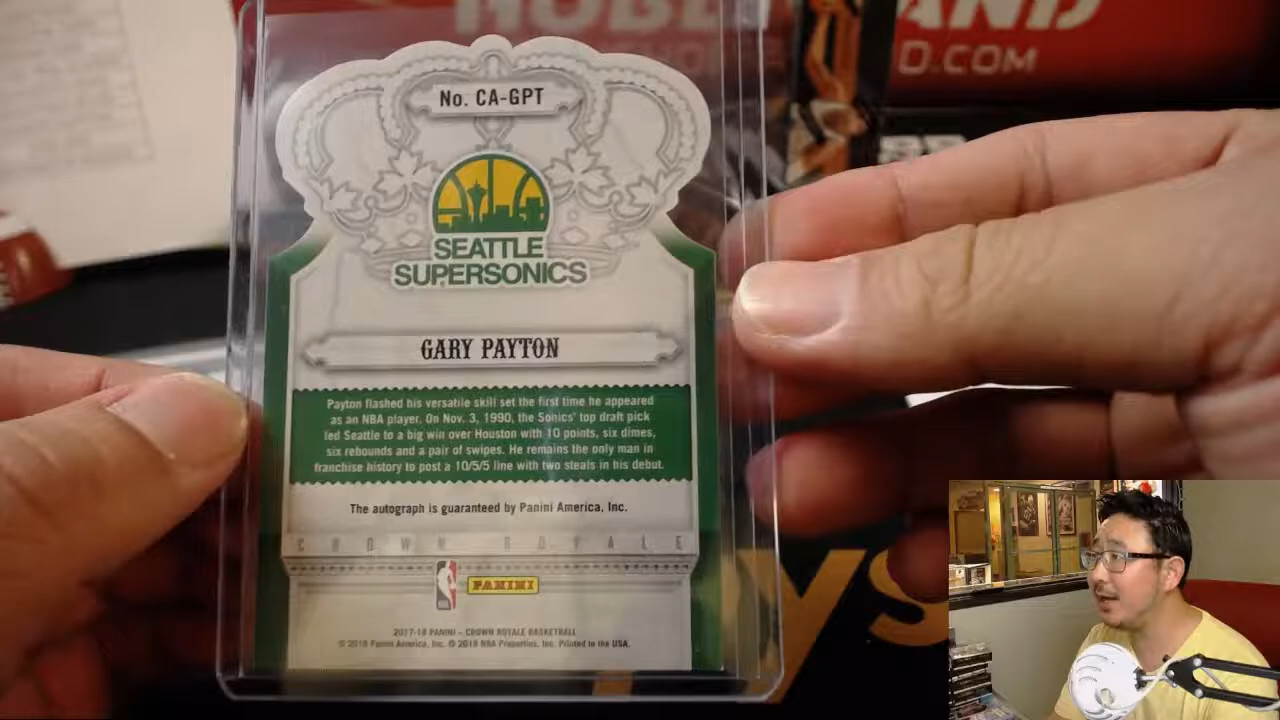 AND
D.COM
No. CA-GPT
SEATTLE
SUPERSONICS
GARY PAYTON
Payton flashed his versatile skill set the first time he appeared
as an NBA player. On Nov. 3, 1990, the Sonics' top draft pick
led Seattle to a big win over Houston with 10 points, six dimes,
six rebounds and a pair of swipes. He remains the only man in
franchise history to post a 10/5/5 line with two steals in his debut.
The autograph is guaranteed by Panini America, Inc.
CROWN ROYALE
PANINI
2017-18 PANINI – CROWN ROYALE BASKETBALL
© 2018 Panini America, Inc. © 2018 NBA Properties, Inc. Printed in the USA.
ys